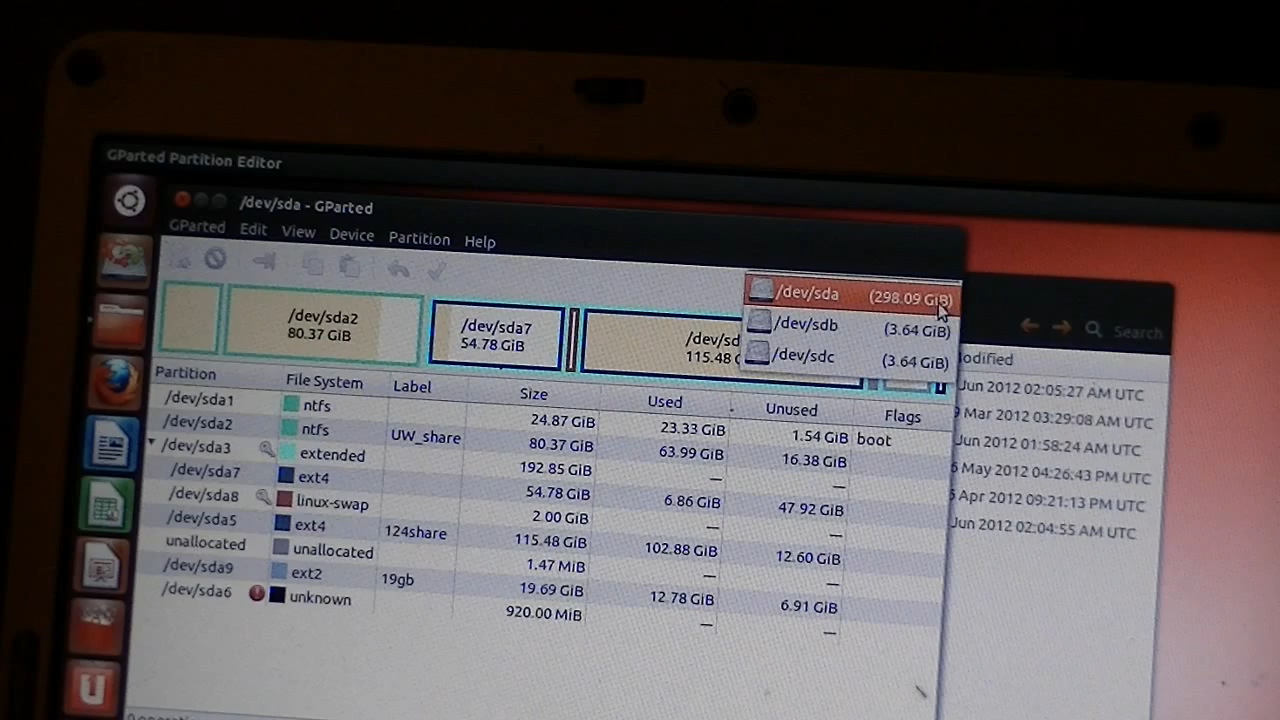 GParted Partition Editor
/dev/sda - GParted
GParted Edit View Device Partition Help
/dev/sda (298.09 GiB)
/dev/sdb (3.64 GiB)
/dev/sdc (3.64 GiB)
/dev/sda2
80.37 GiB
/dev/sda7
54.78 GiB
/dev/sd
115.48
Search
Partition File System Label Size Used Unused Flags
/dev/sda1 ntfs 24.87 GiB 23.33 GiB 1.54 GiB boot
/dev/sda2 ntfs UW_share 80.37 GiB 63.99 GiB 16.38 GiB
/dev/sda3 extended 192.85 GiB — —
/dev/sda7 ext4 54.78 GiB 6.86 GiB 47.92 GiB
/dev/sda8 linux-swap 2.00 GiB — —
/dev/sda5 ext4 124share 115.48 GiB 102.88 GiB 12.60 GiB
unallocated unallocated 1.47 MiB — —
/dev/sda9 ext2 19gb 19.69 GiB 12.78 GiB 6.91 GiB
/dev/sda6 unknown 920.00 MiB — —
odified
Jun 2012 02:05:27 AM UTC
9 Mar 2012 03:29:08 AM UTC
Jun 2012 01:58:24 AM UTC
May 2012 04:26:43 PM UTC
Apr 2012 09:21:13 PM UTC
Jun 2012 02:04:55 AM UTC
U